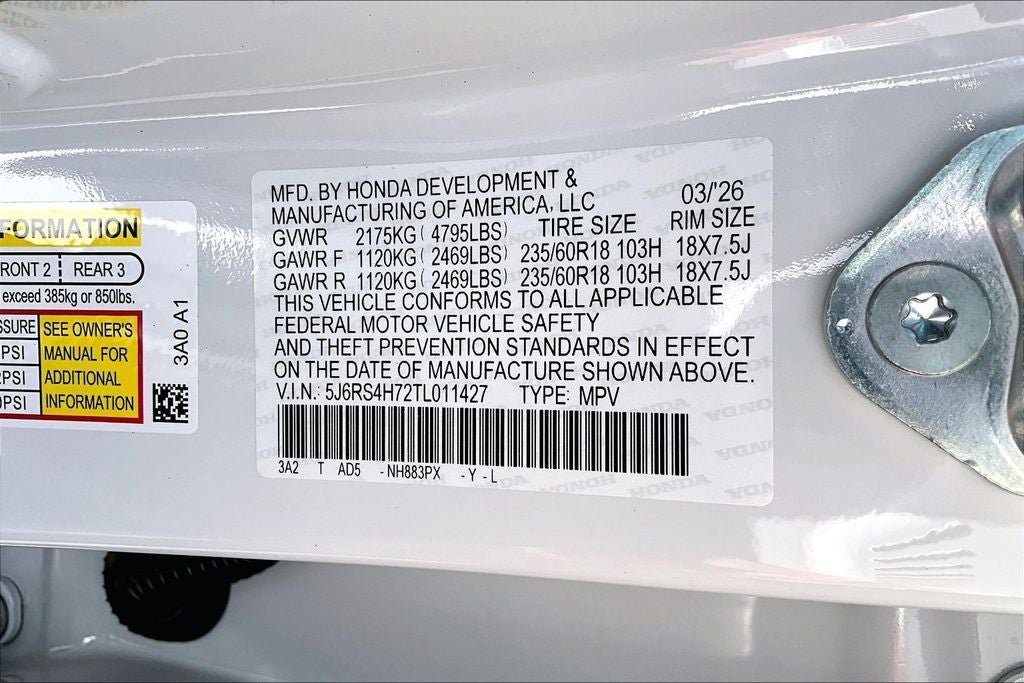 FORMATION
FRONT 2 REAR 3
exceed 385kg or 850lbs.
SSURE SEE OWNER'S
PSI MANUAL FOR
2PSI ADDITIONAL
0PSI INFORMATION
3A0 A1
MFD. BY HONDA DEVELOPMENT & 03/'26
MANUFACTURING OF AMERICA, LLC
GVWR 2175KG ( 4795LBS) TIRE SIZE RIM SIZE
GAWR F 1120KG ( 2469LBS) 235/60R18 103H 18X7.5J
GAWR R 1120KG ( 2469LBS) 235/60R18 103H 18X7.5J
THIS VEHICLE CONFORMS TO ALL APPLICABLE
FEDERAL MOTOR VEHICLE SAFETY
AND THEFT PREVENTION STANDARDS IN EFFECT
ON THE DATE OF MANUFACTURE SHOWN ABOVE.
V.I.N.: 5J6RS4H72TL011427 TYPE: MPV
3A2 T AD5 - NH883PX - Y - L